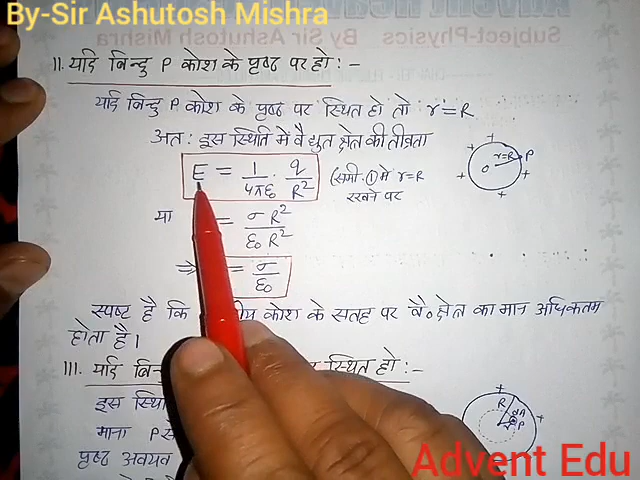 By-Sir Ashutosh Mishra
Subject-Physics By Sir Ashutosh Mishra
II. यदि बिन्दु P कोश के पृष्ठ पर हो :-
यदि बिन्दु P कोश के पृष्ठ पर स्थित हो तो r = R
अतः इस स्थिति में वैद्युत क्षेत्र की तीव्रता
E = 1/4πε₀ · q/R² (समी. ① में r = R
रखने पर
r=R P
O
या = σR²/ε₀R²
⇒ = σ/ε₀
स्पष्ट है कि कोश के सतह पर वै० क्षेत्र का मान अधिकतम
होता है।
III. यदि स्थित हो :-
इस
माना P
पृष्ठ अवयव
R dA
P
Advent Edu